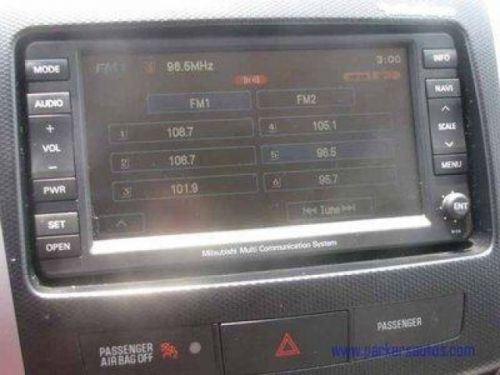 MODE
AUDIO
+
VOL
−
PWR
SET
OPEN
FM1 96.5MHz 3:00
FM1 FM2
1 108.7
2 106.7
3 101.9
4 105.1
5 96.5
6 95.7
Tune
INFO
NAVI
SCALE
MENU
ENT
Mitsubishi Multi Communication System
PASSENGER
AIR BAG OFF
PASSENGER
www.parkersautos.com/